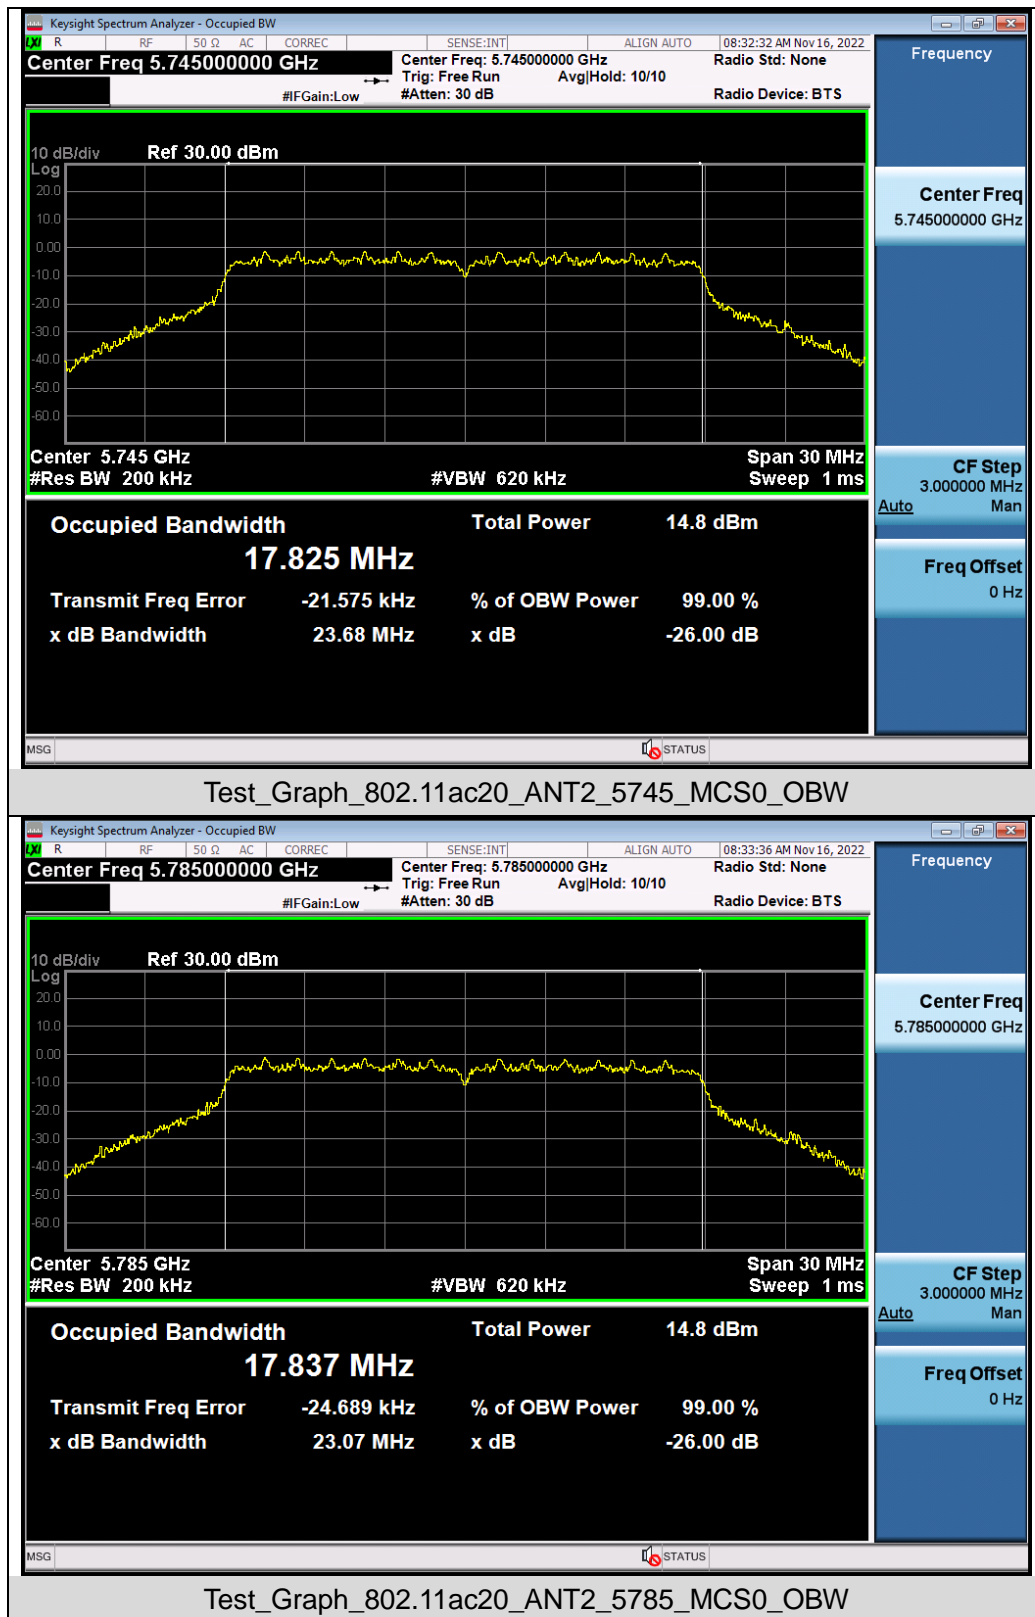 Keysight Spectrum Analyzer - Occupied BW
LXI R RF 50 Ω AC CORREC SENSE:INT ALIGN AUTO 08:32:32 AM Nov 16, 2022
Center Freq 5.745000000 GHz Center Freq: 5.745000000 GHz Radio Std: None
Trig: Free Run Avg|Hold: 10/10
#IFGain:Low #Atten: 30 dB Radio Device: BTS
10 dB/div Ref 30.00 dBm
Log
20.0
10.0
0.00
-10.0
-20.0
-30.0
-40.0
-50.0
-60.0
Center 5.745 GHz Span 30 MHz
#Res BW 200 kHz #VBW 620 kHz Sweep 1 ms
Occupied Bandwidth Total Power 14.8 dBm
17.825 MHz
Transmit Freq Error -21.575 kHz % of OBW Power 99.00 %
x dB Bandwidth 23.68 MHz x dB -26.00 dB
MSG STATUS
Frequency
Center Freq
5.745000000 GHz
CF Step
3.000000 MHz
Auto Man
Freq Offset
0 Hz
Test_Graph_802.11ac20_ANT2_5745_MCS0_OBW
Keysight Spectrum Analyzer - Occupied BW
LXI R RF 50 Ω AC CORREC SENSE:INT ALIGN AUTO 08:33:36 AM Nov 16, 2022
Center Freq 5.785000000 GHz Center Freq: 5.785000000 GHz Radio Std: None
Trig: Free Run Avg|Hold: 10/10
#IFGain:Low #Atten: 30 dB Radio Device: BTS
10 dB/div Ref 30.00 dBm
Log
20.0
10.0
0.00
-10.0
-20.0
-30.0
-40.0
-50.0
-60.0
Center 5.785 GHz Span 30 MHz
#Res BW 200 kHz #VBW 620 kHz Sweep 1 ms
Occupied Bandwidth Total Power 14.8 dBm
17.837 MHz
Transmit Freq Error -24.689 kHz % of OBW Power 99.00 %
x dB Bandwidth 23.07 MHz x dB -26.00 dB
MSG STATUS
Frequency
Center Freq
5.785000000 GHz
CF Step
3.000000 MHz
Auto Man
Freq Offset
0 Hz
Test_Graph_802.11ac20_ANT2_5785_MCS0_OBW